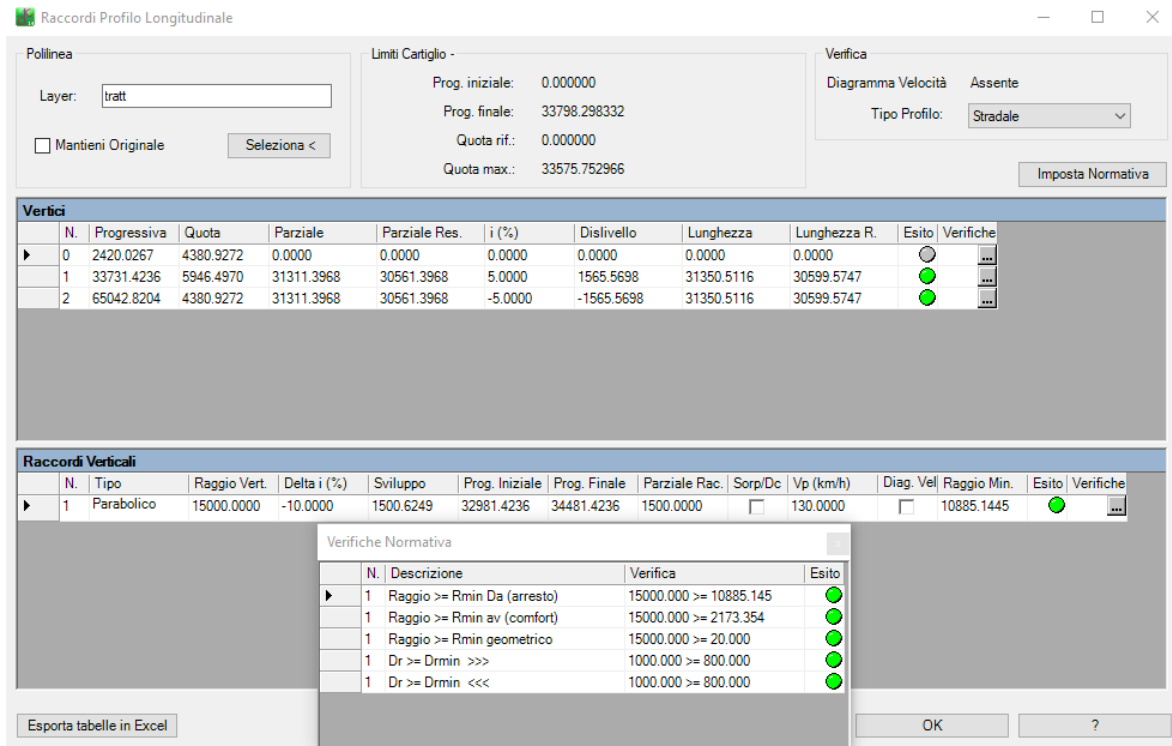 Raccordi Profilo Longitudinale
Polilinea
Layer: tratt
Mantieni Originale Seleziona <
Limiti Cartiglio -
Prog. iniziale: 0.000000
Prog. finale: 33798.298332
Quota rif.: 0.000000
Quota max.: 33575.752966
Verifica
Diagramma Velocità Assente
Tipo Profilo: Stradale
Imposta Normativa
Vertici
N. Progressiva Quota Parziale Parziale Res. i (%) Dislivello Lunghezza Lunghezza R. Esito Verifiche
0 2420.0267 4380.9272 0.0000 0.0000 0.0000 0.0000 0.0000 0.0000 ...
1 33731.4236 5946.4970 31311.3968 30561.3968 5.0000 1565.5698 31350.5116 30599.5747 ...
2 65042.8204 4380.9272 31311.3968 30561.3968 -5.0000 -1565.5698 31350.5116 30599.5747 ...
Raccordi Verticali
N. Tipo Raggio Vert. Delta i (%) Sviluppo Prog. Iniziale Prog. Finale Parziale Rac. Sorp/Dc Vp (km/h) Diag. Vel Raggio Min. Esito Verifiche
1 Parabolico 15000.0000 -10.0000 1500.6249 32981.4236 34481.4236 1500.0000 130.0000 10885.1445 ...
Verifiche Normativa
N. Descrizione Verifica Esito
1 Raggio >= Rmin Da (arresto) 15000.000 >= 10885.145
1 Raggio >= Rmin av (comfort) 15000.000 >= 2173.354
1 Raggio >= Rmin geometrico 15000.000 >= 20.000
1 Dr >= Drmin >>> 1000.000 >= 800.000
1 Dr >= Drmin <<< 1000.000 >= 800.000
Esporta tabelle in Excel OK ?